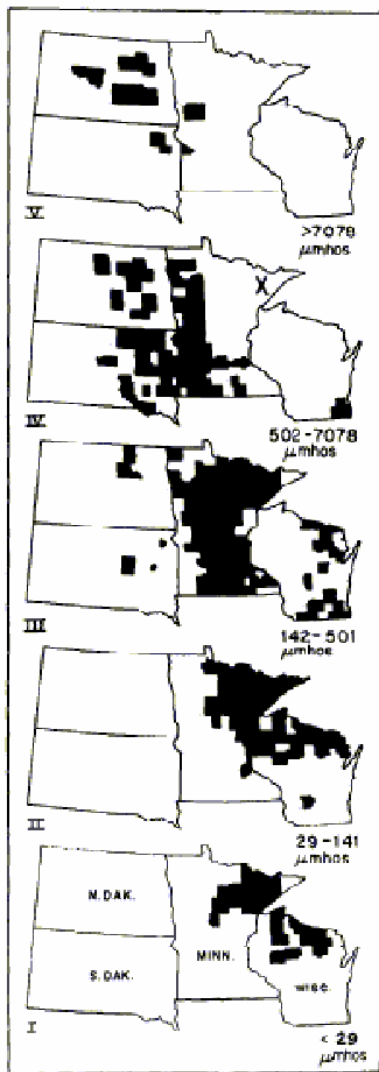 V
>7078
µmhos
X
IV
502-7078
µmhos
III
142-501
µmhos
II
29-141
µmhos
N.DAK.
MINN.
S.DAK.
WISC.
I
< 29
µmhos